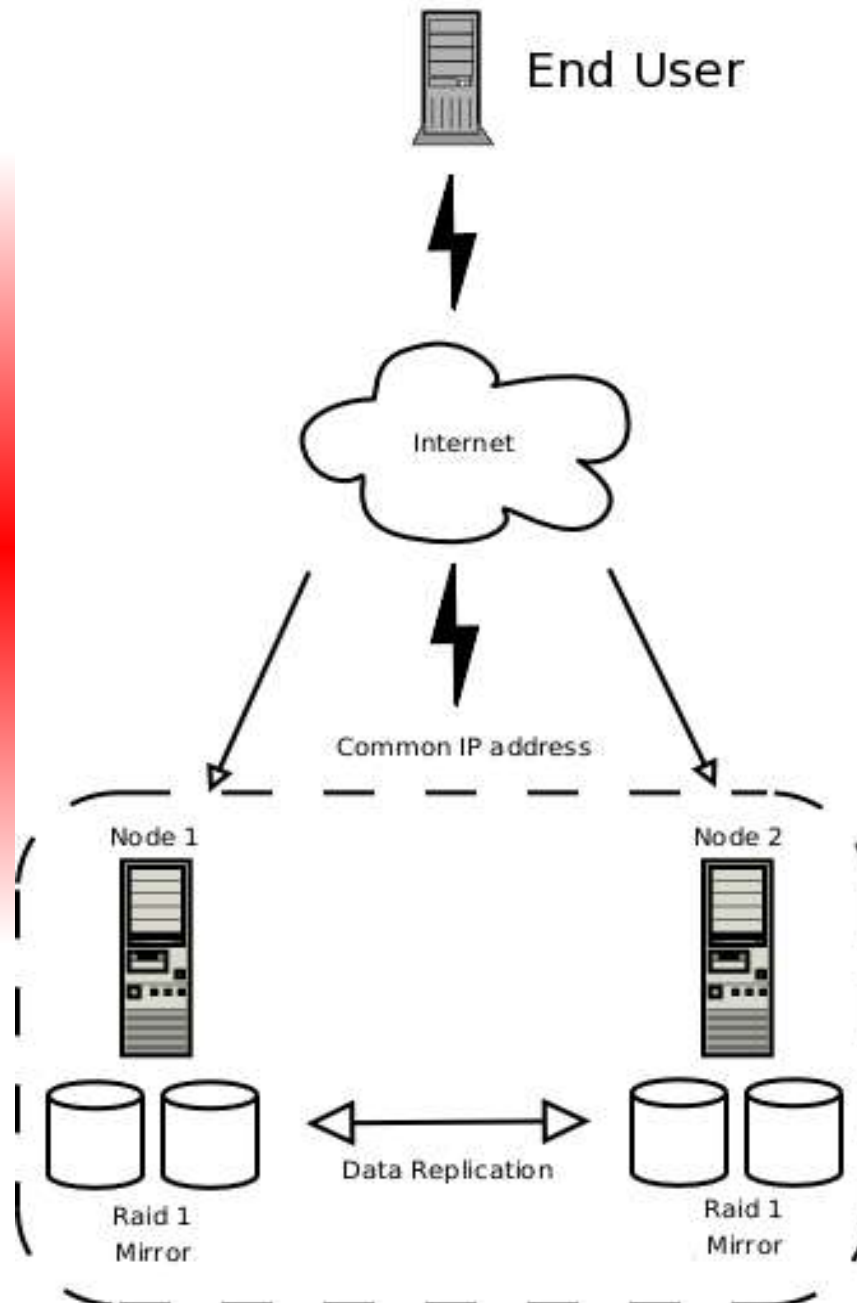 End User
Internet
Common IP address
Node 1
Node 2
Data Replication
Raid 1
Mirror
Raid 1
Mirror